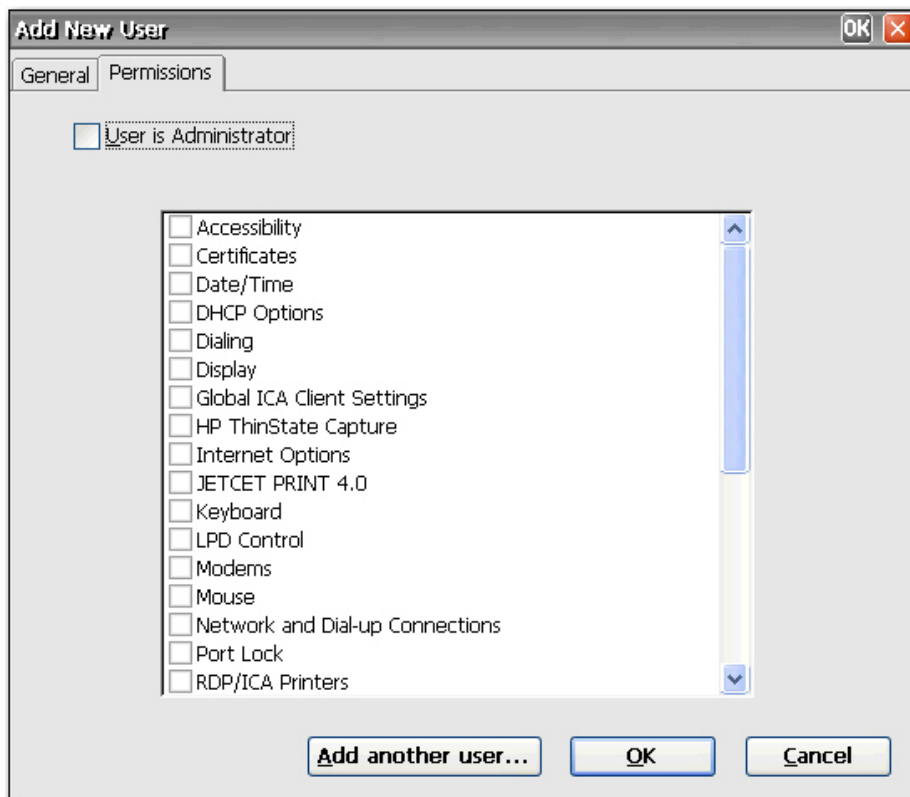 Add New User OK
General Permissions
User is Administrator
Accessibility
Certificates
Date/Time
DHCP Options
Dialing
Display
Global ICA Client Settings
HP ThinState Capture
Internet Options
JETCET PRINT 4.0
Keyboard
LPD Control
Modems
Mouse
Network and Dial-up Connections
Port Lock
RDP/ICA Printers
Add another user... OK Cancel